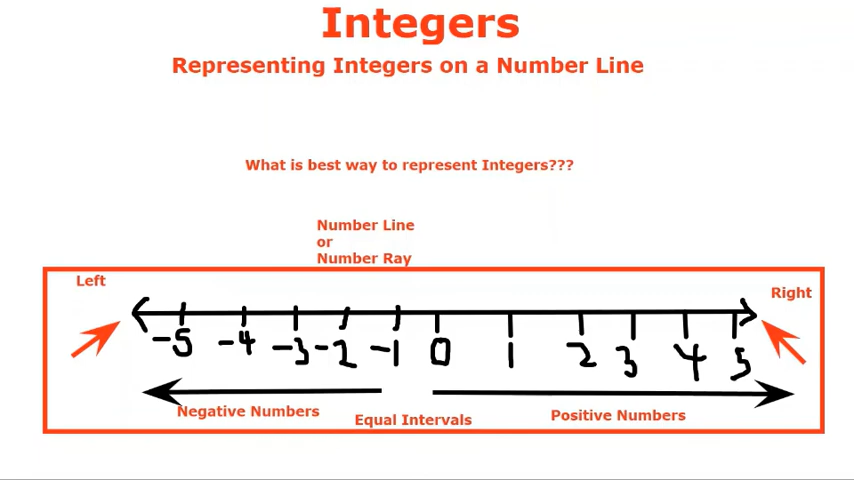 Integers
Representing Integers on a Number Line
What is best way to represent Integers???
Number Line
or
Number Ray
Left
Right
-5 -4 -3 -2 -1 0 1 2 3 4 5
Negative Numbers
Equal Intervals
Positive Numbers